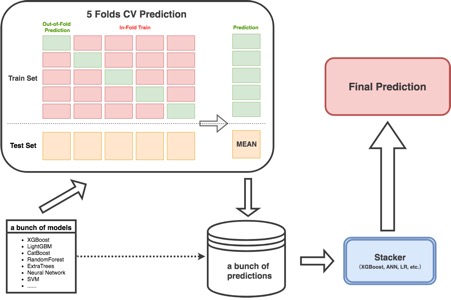 5 Folds CV Prediction
Out-of-Fold
Prediction
In-Fold Train
Prediction
Train Set
Test Set
MEAN
Final Prediction
a bunch of models
XGBoost
LightGBM
CatBoost
RandomForest
ExtraTrees
Neural Network
SVM
......
a bunch of
predictions
Stacker
(XGBoost, ANN, LR, etc.)